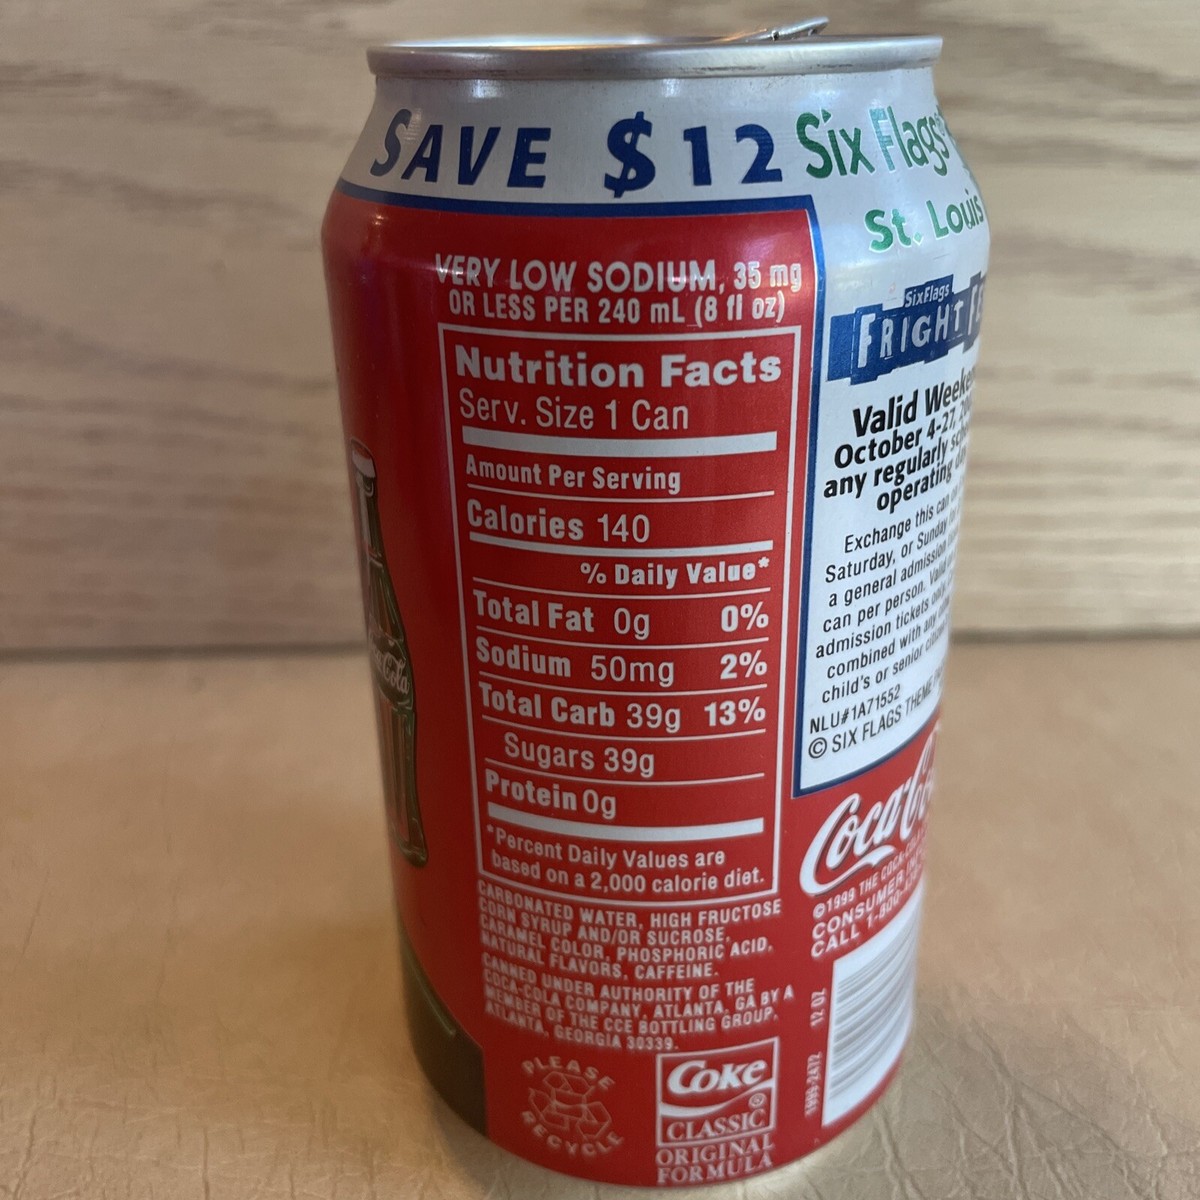 SAVE $12 Six Flags
St. Louis
VERY LOW SODIUM, 35 mg
OR LESS PER 240 mL (8 fl oz)
Nutrition Facts
Serv. Size 1 Can
Amount Per Serving
Calories 140
% Daily Value*
Total Fat 0g 0%
Sodium 50mg 2%
Total Carb 39g 13%
Sugars 39g
Protein 0g
*Percent Daily Values are
based on a 2,000 calorie diet.
CARBONATED WATER, HIGH FRUCTOSE
CORN SYRUP AND/OR SUCROSE,
CARAMEL COLOR, PHOSPHORIC ACID,
NATURAL FLAVORS, CAFFEINE.
CANNED UNDER AUTHORITY OF THE
COCA-COLA COMPANY, ATLANTA, GA BY A
MEMBER OF THE CCE BOTTLING GROUP,
ATLANTA, GEORGIA 30339.
PLEASE
RECYCLE
Coke
®
CLASSIC
ORIGINAL
FORMULA
SixFlags
FRIGHT
Valid
October 4-27,
any regularly
operating
Exchange this can
Saturday, or Sunday
a general admission
can per person. Valid
admission tickets only.
combined with any
child's or senior citizen
NLU#1A71552
© SIX FLAGS THEME
Coca-Cola
©1999 THE COCA-COLA
CONSUMER
CALL 1-800-
12 OZ
1999-2472
Cola